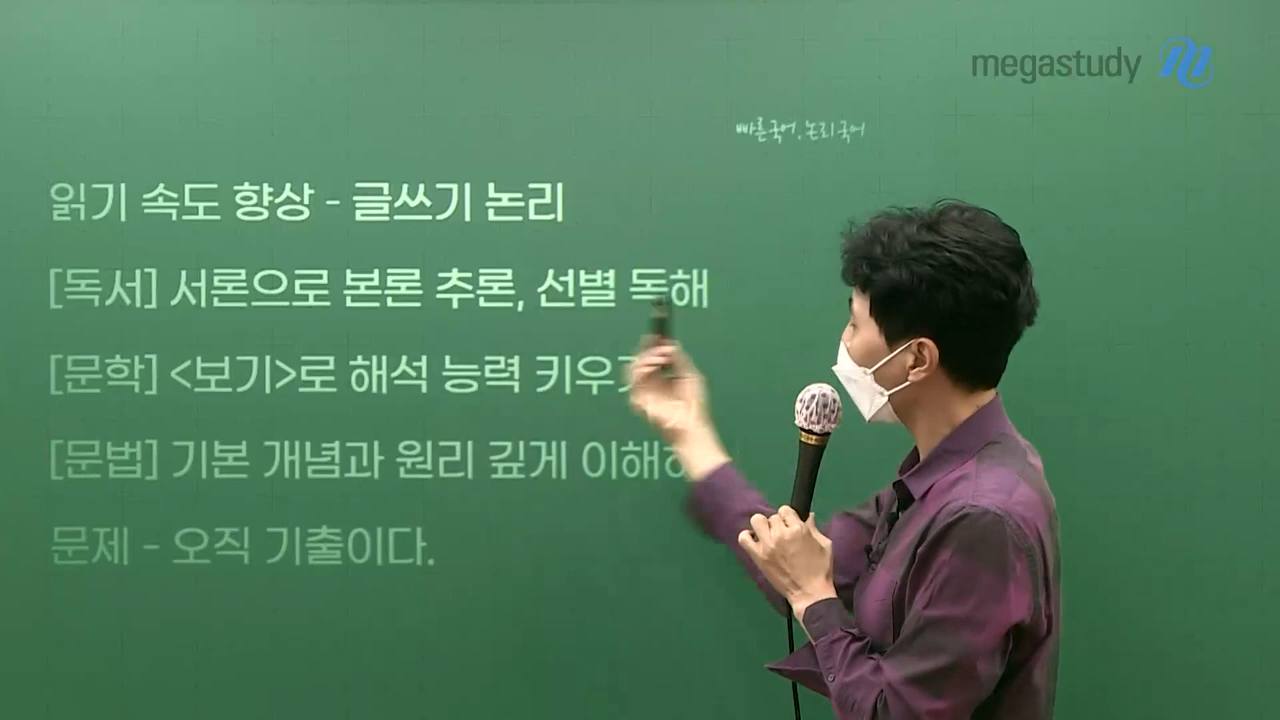 megastudy
빠른국어, 논리국어
읽기 속도 향상 - 글쓰기 논리
[독서] 서론으로 본론 추론, 선별 독해
[문학] <보기>로 해석 능력 키우기
[문법] 기본 개념과 원리 깊게 이해하
문제 - 오직 기출이다.